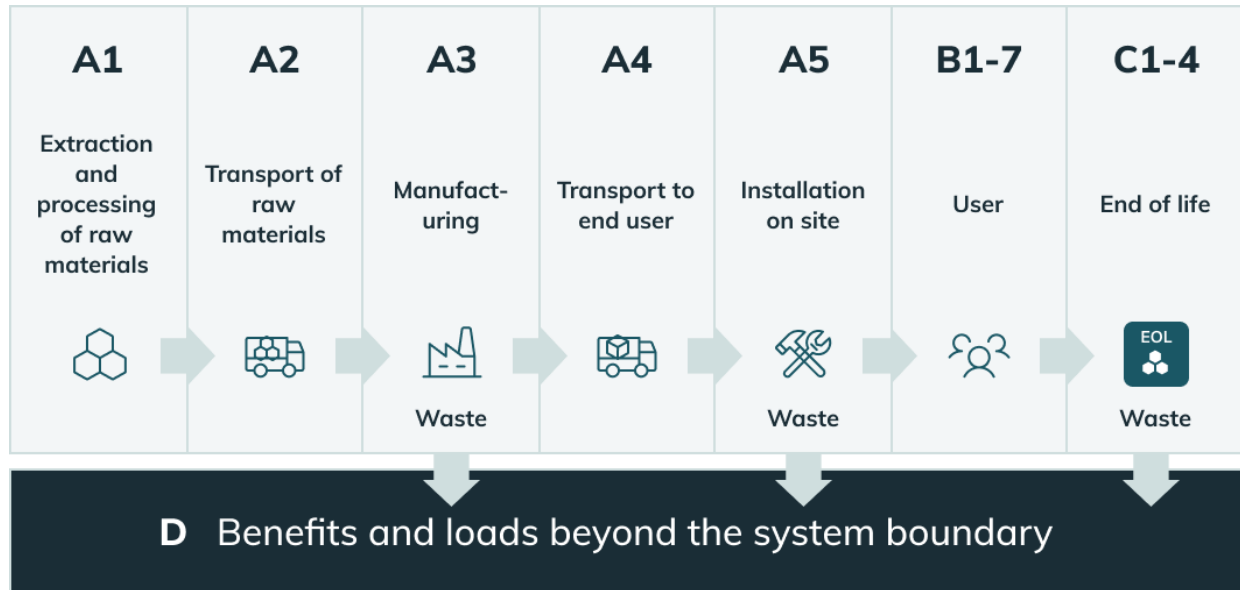 A1
Extraction
and
processing
of raw
materials
A2
Transport of
raw
materials
A3
Manufact-
uring
Waste
A4
Transport to
end user
A5
Installation
on site
Waste
B1-7
User
C1-4
End of life
EOL
Waste
D Benefits and loads beyond the system boundary